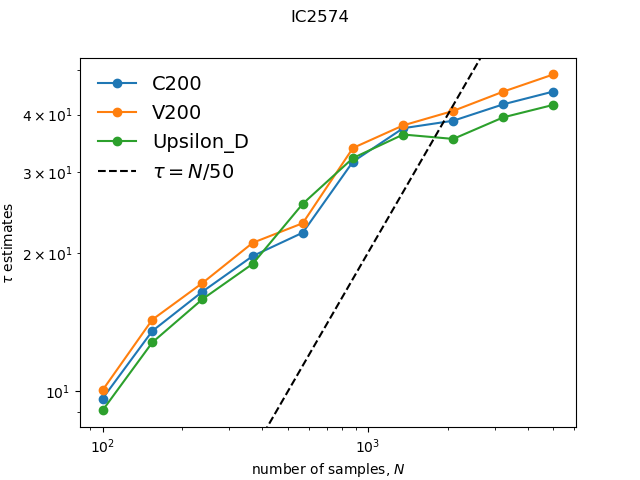 IC2574
C200
V200
Upsilon_D
τ = N/50
4 × 10¹
3 × 10¹
2 × 10¹
10¹
τ estimates
10² 10³
number of samples, N